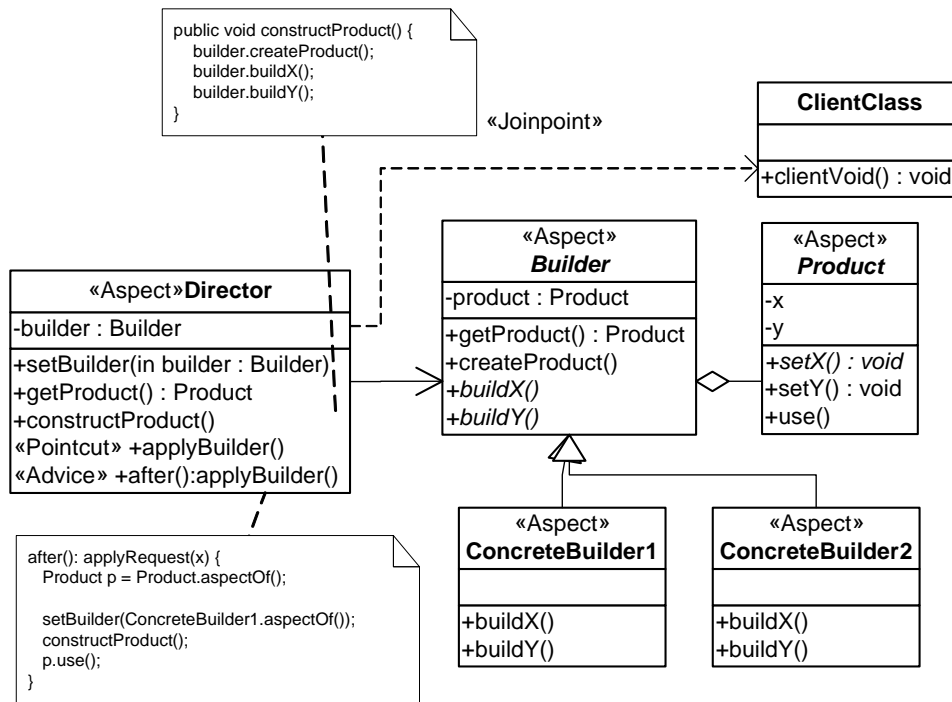 public void constructProduct() {
builder.createProduct();
builder.buildX();
builder.buildY();
}
«Joinpoint»
ClientClass
+clientVoid() : void
«Aspect»Director
-builder : Builder
+setBuilder(in builder : Builder)
+getProduct() : Product
+constructProduct()
«Pointcut» +applyBuilder()
«Advice» +after():applyBuilder()
«Aspect»
Builder
-product : Product
+getProduct() : Product
+createProduct()
+buildX()
+buildY()
«Aspect»
Product
-x
-y
+setX() : void
+setY() : void
+use()
after(): applyRequest(x) {
Product p = Product.aspectOf();
setBuilder(ConcreteBuilder1.aspectOf());
constructProduct();
p.use();
}
«Aspect»
ConcreteBuilder1
+buildX()
+buildY()
«Aspect»
ConcreteBuilder2
+buildX()
+buildY()